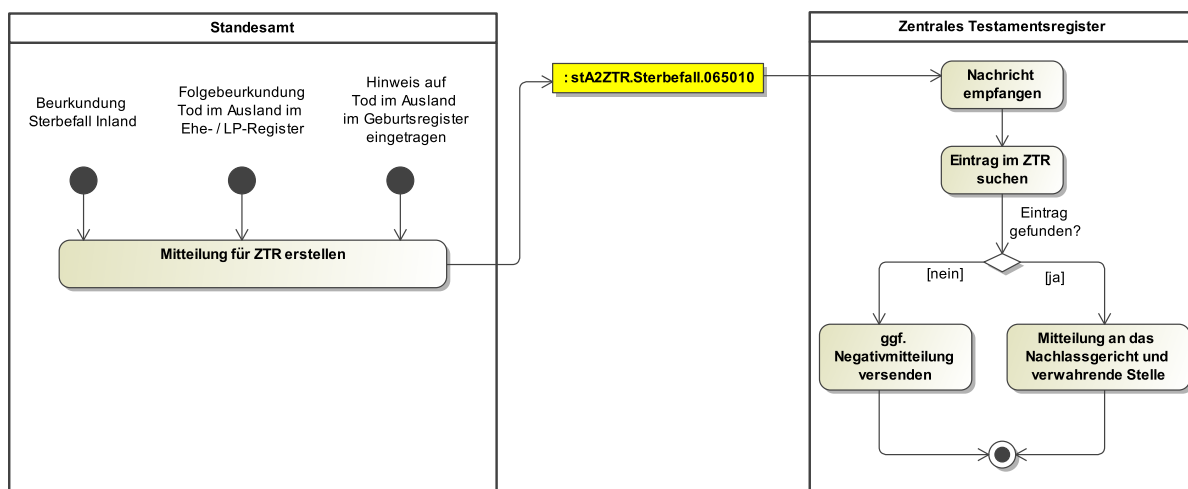 Standesamt
Beurkundung
Sterbefall Inland
Folgebeurkundung
Tod im Ausland im
Ehe- / LP-Register
Hinweis auf
Tod im Ausland
im Geburtsregister
eingetragen
Mitteilung für ZTR erstellen
: stA2ZTR.Sterbefall.065010
Zentrales Testamentsregister
Nachricht
empfangen
Eintrag im ZTR
suchen
Eintrag
gefunden?
[nein]
[ja]
ggf.
Negativmitteilung
versenden
Mitteilung an das
Nachlassgericht und
verwahrende Stelle